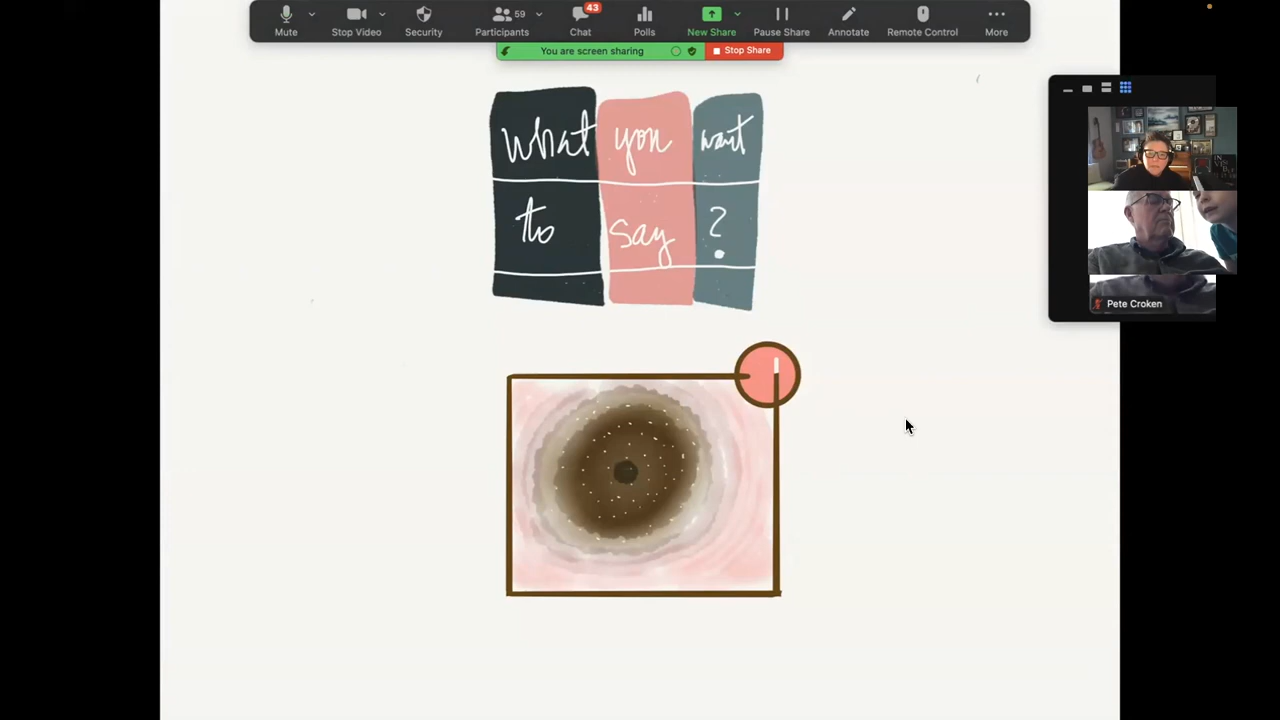 59
43
Mute
Stop Video
Security
Participants
Chat
Polls
New Share
Pause Share
Annotate
Remote Control
More
You are screen sharing
Stop Share
What you want
to say ?
Pete Croken